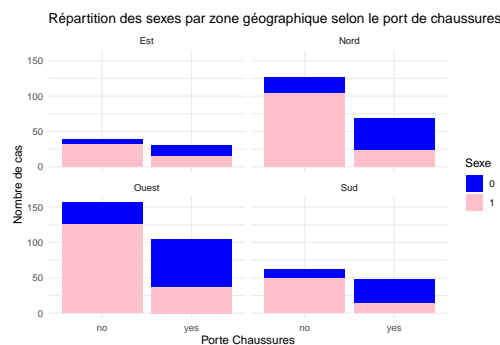 Répartition des sexes par zone géographique selon le port de chaussures
Est
Nord
150
100
50
0
Ouest
Sud
150
100
50
0
no
yes
no
yes
Porte Chaussures
Nombre de cas
Sexe
0
1